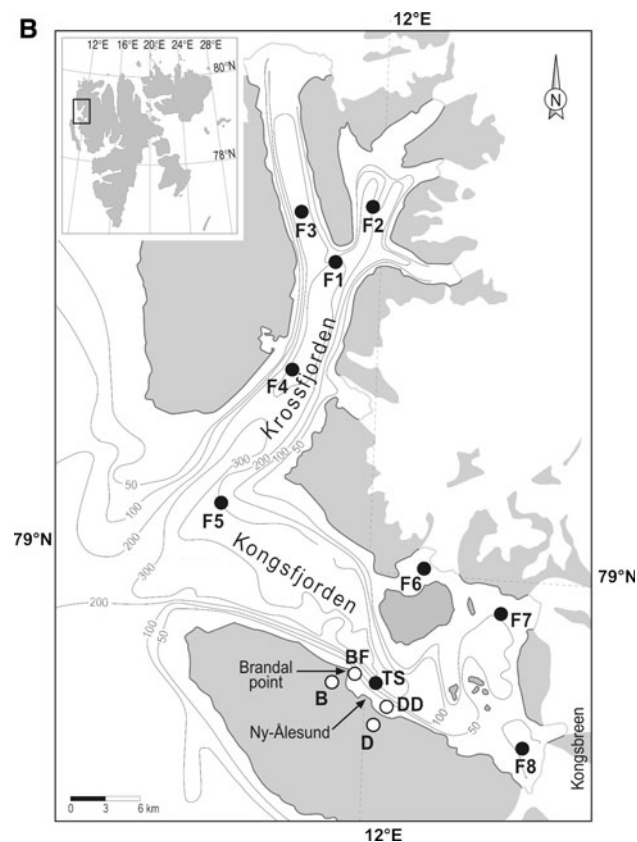 B
12°E
12°E 16°E 20°E 24°E 28°E
80°N
78°N
N
F3
F2
F1
F4
Krossfjorden
50
100
200
300
300
200
100
50
F5
79°N
Kongsfjorden
79°N
F6
F7
200
100
50
100
50
BF
Brandal
point
TS
B
DD
Ny-Ålesund
D
F8
Kongsbreen
0 3 6 km
12°E